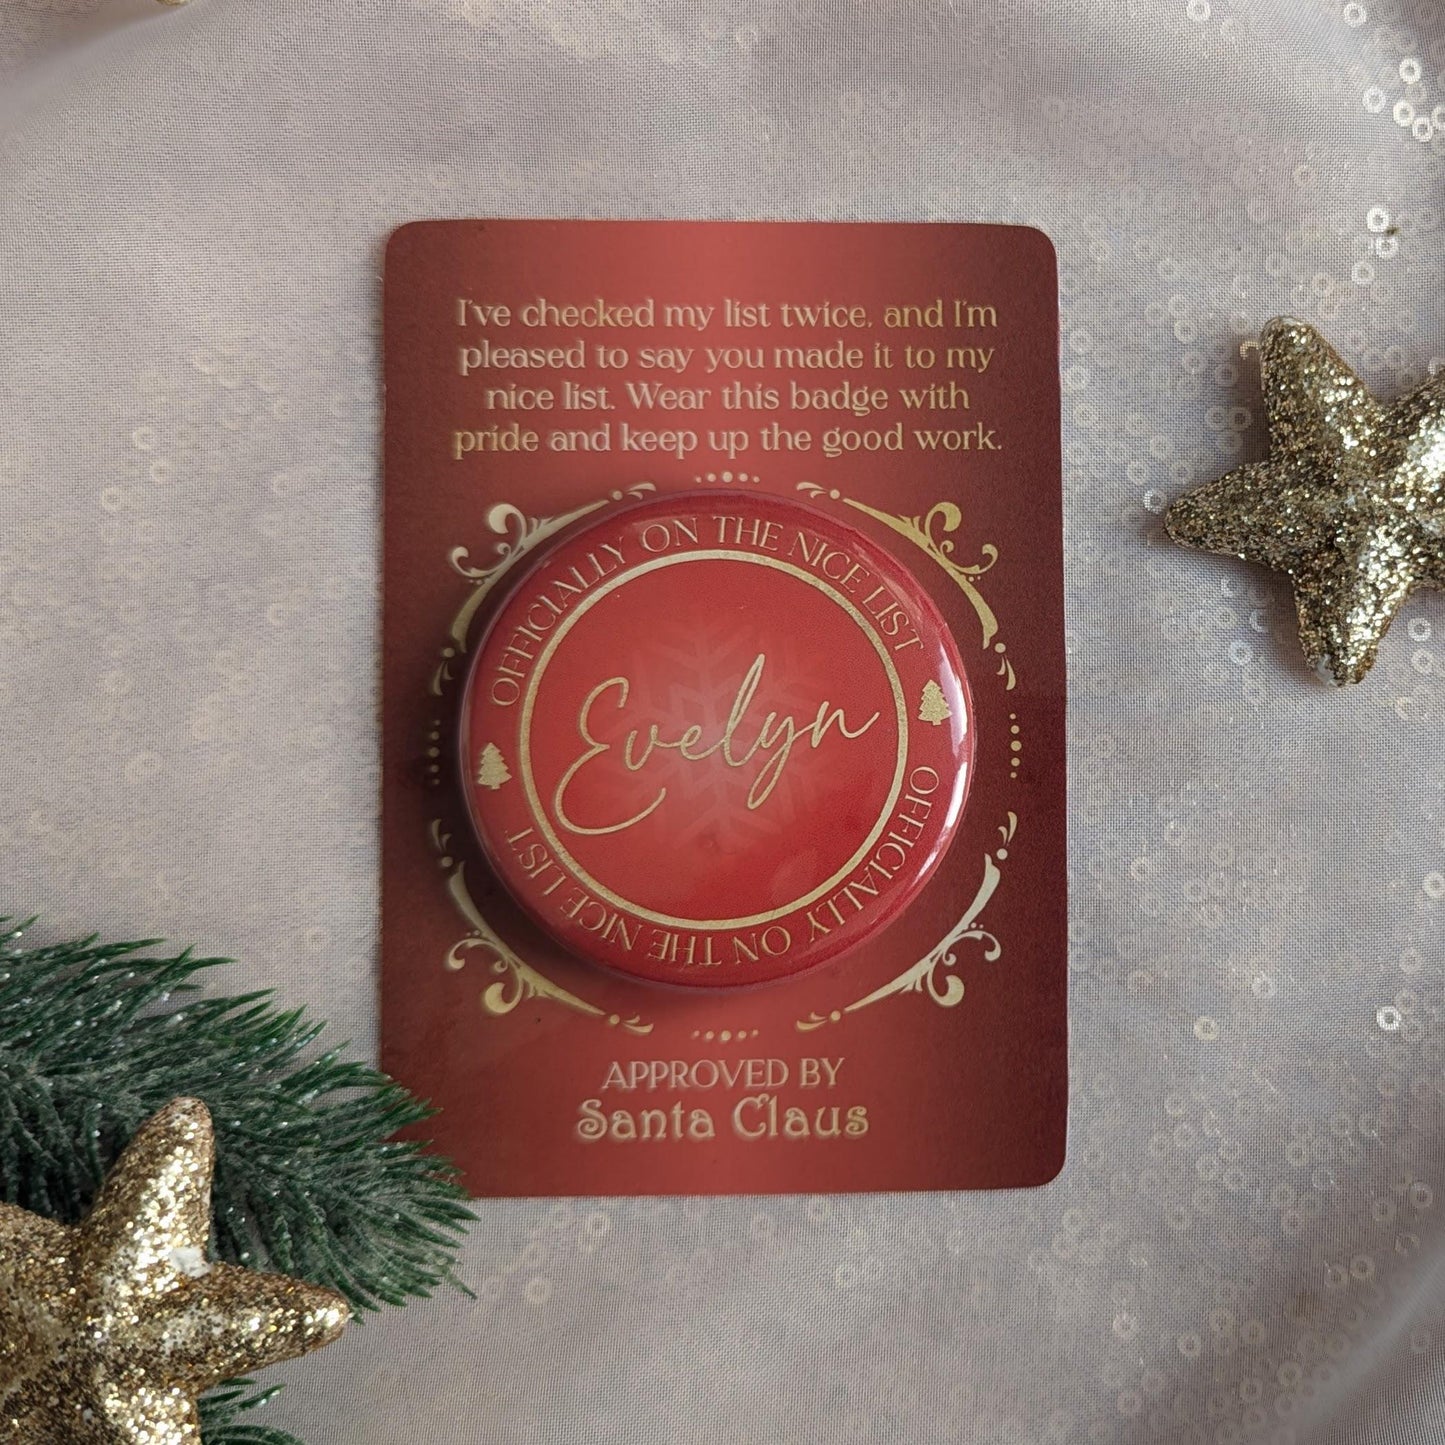 I've checked my list twice, and I'm
pleased to say you made it to my
nice list. Wear this badge with
pride and keep up the good work.
OFFICIALLY ON THE NICE LIST
Evelyn
OFFICIALLY ON THE NICE LIST
APPROVED BY
Santa Claus